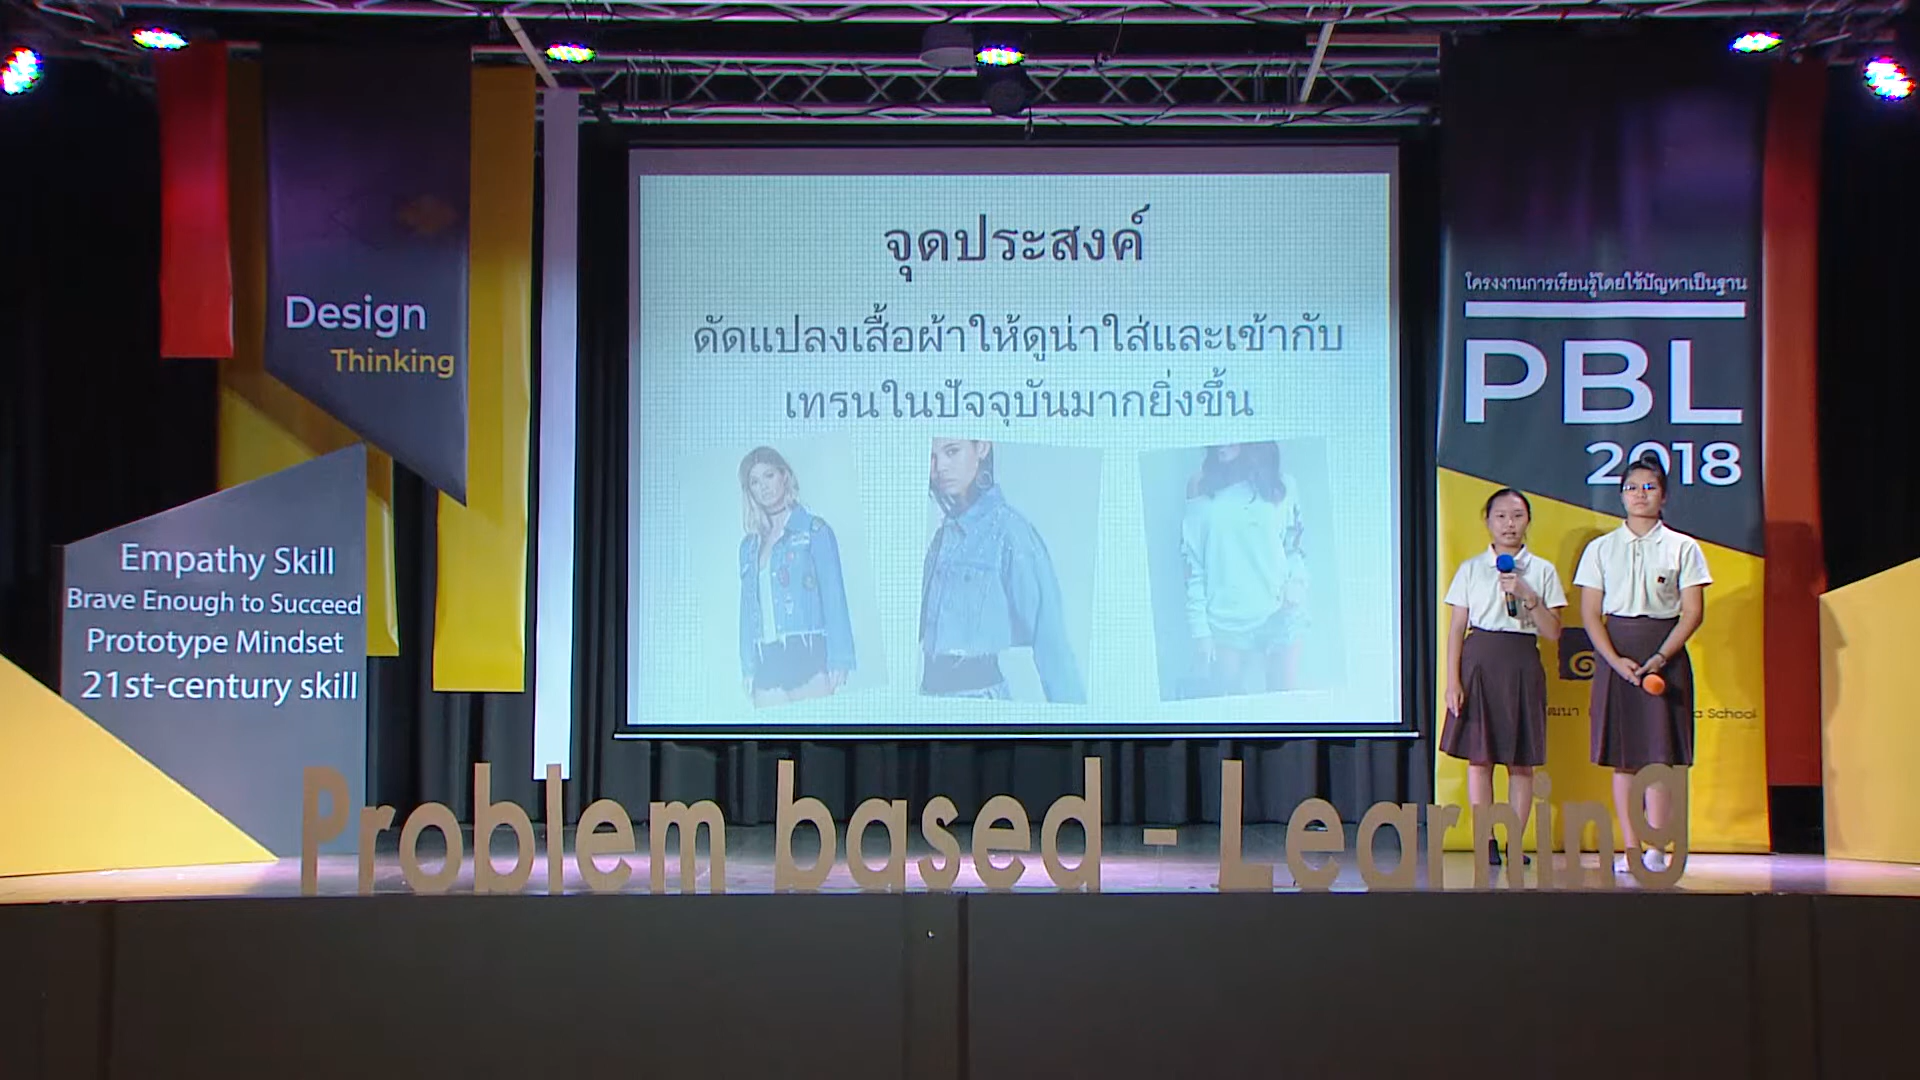 Design
Thinking
Empathy Skill
Brave Enough to Succeed
Prototype Mindset
21st-century skill
จุดประสงค์
ดัดแปลงเสื้อผ้าให้ดูน่าใส่และเข้ากับ
เทรนในปัจจุบันมากยิ่งขึ้น
โครงงานการเรียนรู้โดยใช้ปัญหาเป็นฐาน
PBL
2018
School
Problem based - Learning